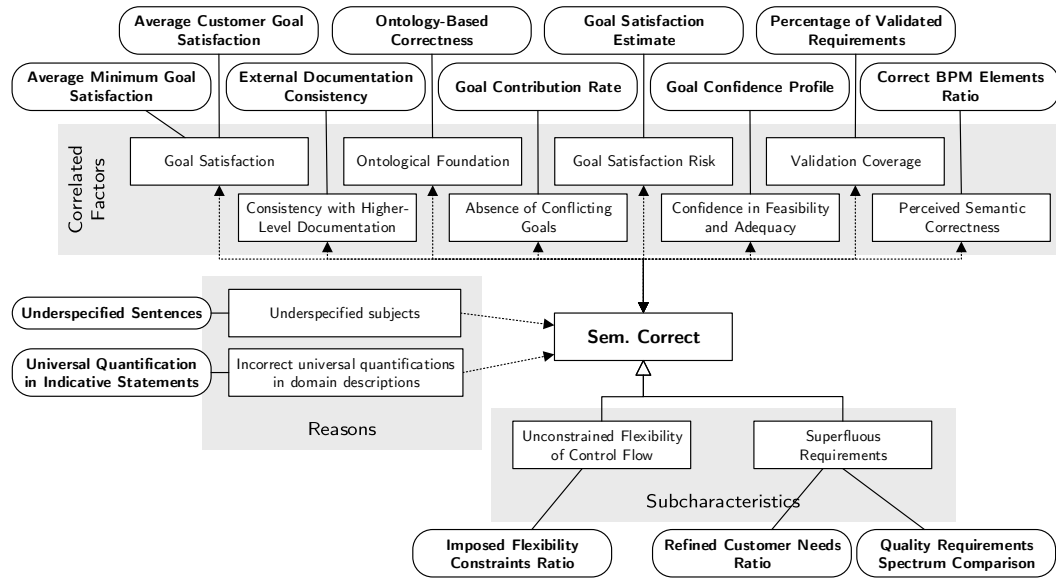 Average Customer Goal
Satisfaction
Ontology-Based
Correctness
Goal Satisfaction
Estimate
Percentage of Validated
Requirements
Average Minimum Goal
Satisfaction
External Documentation
Consistency
Goal Contribution Rate
Goal Confidence Profile
Correct BPM Elements
Ratio
Correlated
Factors
Goal Satisfaction
Ontological Foundation
Goal Satisfaction Risk
Validation Coverage
Consistency with Higher-
Level Documentation
Absence of Conflicting
Goals
Confidence in Feasibility
and Adequacy
Perceived Semantic
Correctness
Underspecified Sentences
Underspecified subjects
Sem. Correct
Universal Quantification
in Indicative Statements
Incorrect universal quantifications
in domain descriptions
Reasons
Unconstrained Flexibility
of Control Flow
Superfluous
Requirements
Subcharacteristics
Imposed Flexibility
Constraints Ratio
Refined Customer Needs
Ratio
Quality Requirements
Spectrum Comparison